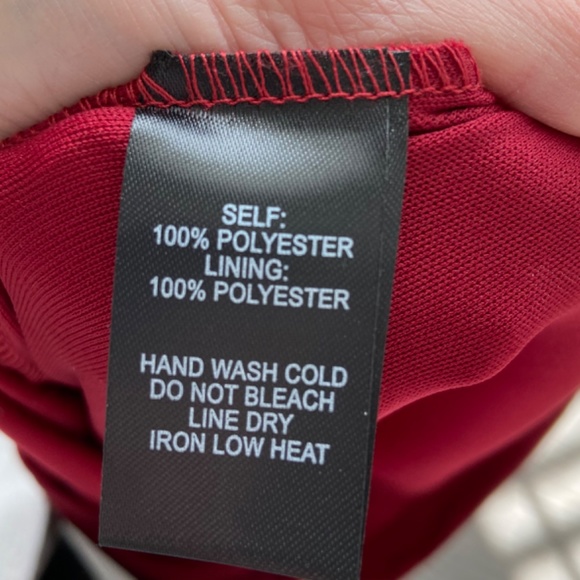 SELF:
100% POLYESTER
LINING:
100% POLYESTER
HAND WASH COLD
DO NOT BLEACH
LINE DRY
IRON LOW HEAT